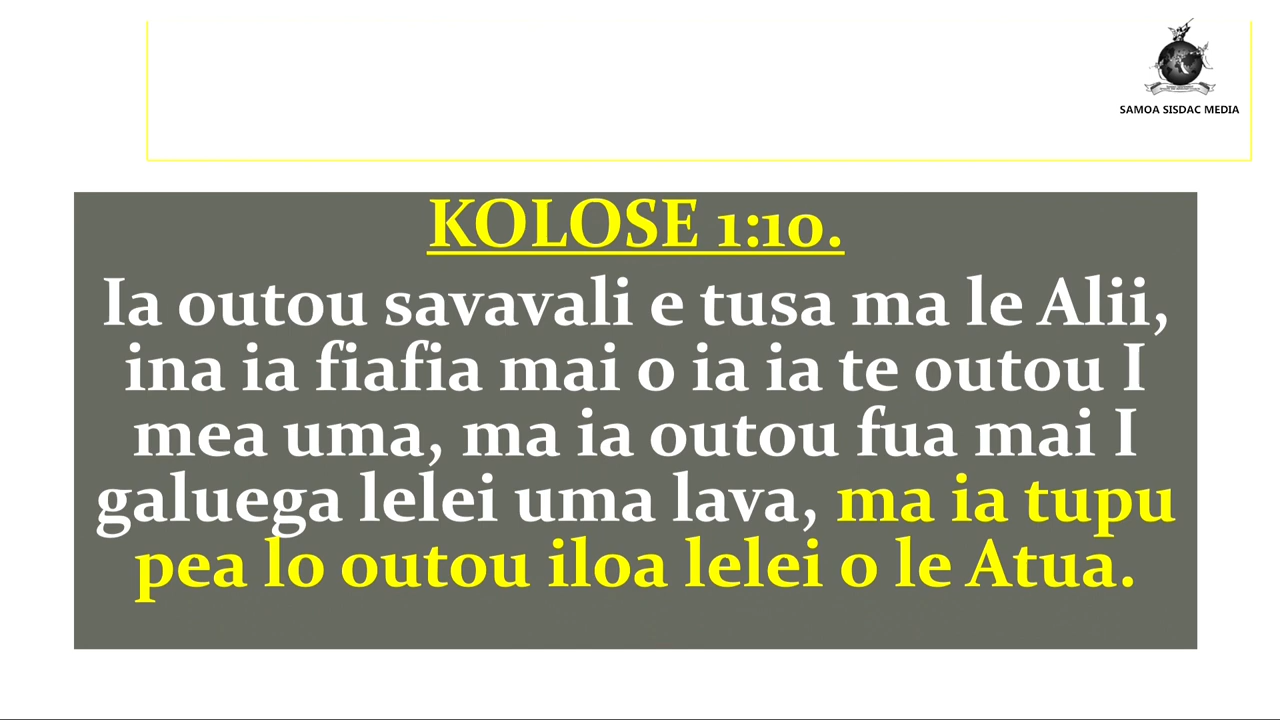 SAMOA SISDAC MEDIA
KOLOSE 1:10.
Ia outou savavali e tusa ma le Alii,
ina ia fiafia mai o ia ia te outou I
mea uma, ma ia outou fua mai I
galuega lelei uma lava, ma ia tupu
pea lo outou iloa lelei o le Atua.